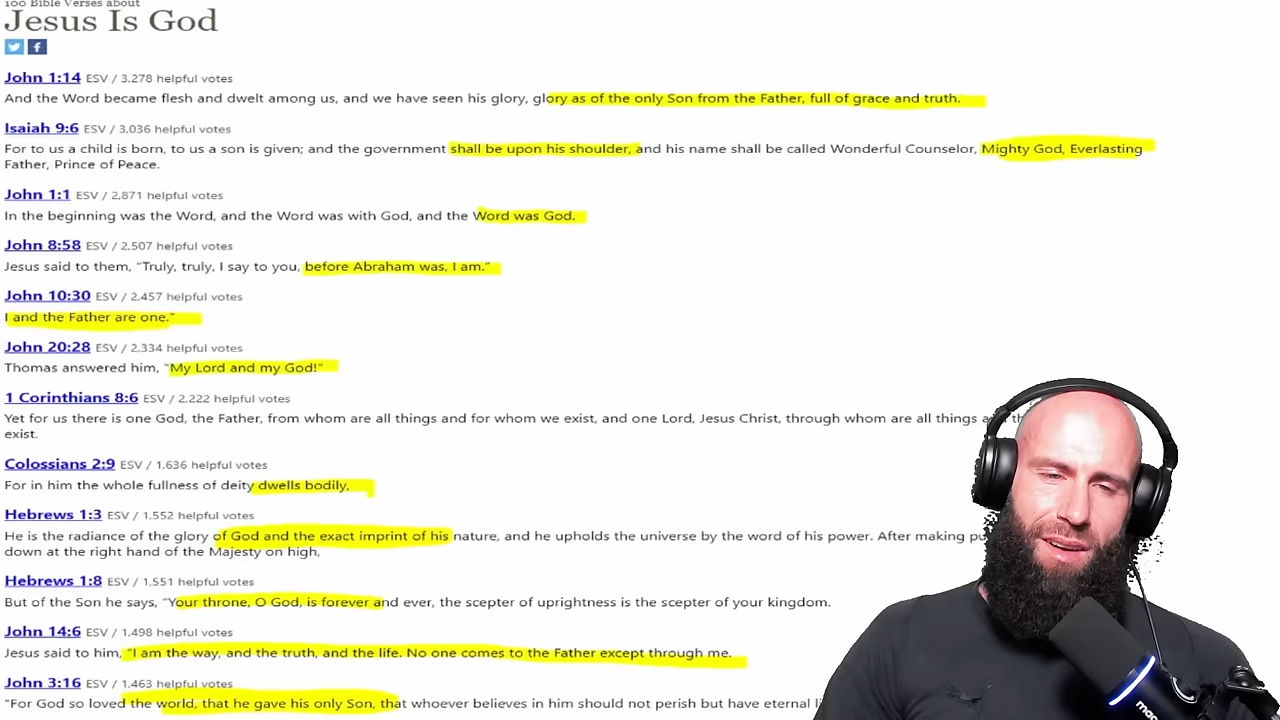 100 Bible Verses about
Jesus Is God
John 1:14 ESV / 3,278 helpful votes
And the Word became flesh and dwelt among us, and we have seen his glory, glory as of the only Son from the Father, full of grace and truth.
Isaiah 9:6 ESV / 3,036 helpful votes
For to us a child is born, to us a son is given; and the government shall be upon his shoulder, and his name shall be called Wonderful Counselor, Mighty God, Everlasting
Father, Prince of Peace.
John 1:1 ESV / 2,871 helpful votes
In the beginning was the Word, and the Word was with God, and the Word was God.
John 8:58 ESV / 2,507 helpful votes
Jesus said to them, “Truly, truly, I say to you, before Abraham was, I am.”
John 10:30 ESV / 2,457 helpful votes
I and the Father are one.”
John 20:28 ESV / 2,334 helpful votes
Thomas answered him, “My Lord and my God!”
1 Corinthians 8:6 ESV / 2,222 helpful votes
Yet for us there is one God, the Father, from whom are all things and for whom we exist, and one Lord, Jesus Christ, through whom are all things
exist.
Colossians 2:9 ESV / 1,636 helpful votes
For in him the whole fullness of deity dwells bodily,
Hebrews 1:3 ESV / 1,552 helpful votes
He is the radiance of the glory of God and the exact imprint of his nature, and he upholds the universe by the word of his power. After making
down at the right hand of the Majesty on high,
Hebrews 1:8 ESV / 1,551 helpful votes
But of the Son he says, “Your throne, O God, is forever and ever, the scepter of uprightness is the scepter of your kingdom.
John 14:6 ESV / 1,498 helpful votes
Jesus said to him, “I am the way, and the truth, and the life. No one comes to the Father except through me.
John 3:16 ESV / 1,463 helpful votes
“For God so loved the world, that he gave his only Son, that whoever believes in him should not perish but have eternal